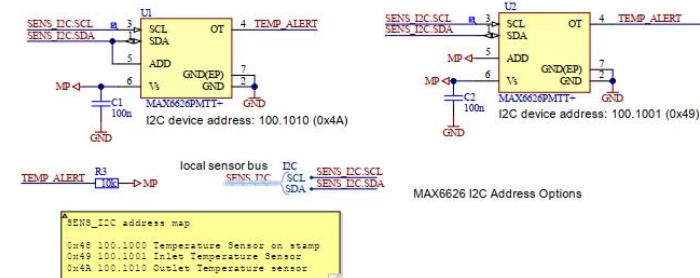 U1
SENS_I2C.SCL 3 SCL OT 4 TEMP_ALERT
SENS_I2C.SDA 1 SDA
5 ADD
GND(EP) 7
MP 6 Vs GND 2
C1
100n
MAX6626PMTT+
GND
GND
I2C device address: 100.1010 (0x4A)
U2
SENS_I2C.SCL 3 SCL OT 4 TEMP_ALERT
SENS_I2C.SDA 1 SDA
MP 5 ADD
GND(EP) 7
MP 6 Vs GND 2
C2
100n
MAX6626PMTT+
GND
GND
I2C device address: 100.1001 (0x49)
TEMP_ALERT R3 10k MP
local sensor bus
SENS_I2C I2C SCL SENS_I2C.SCL
SDA SENS_I2C.SDA
MAX6626 I2C Address Options
SENS_I2C address map
0x48 100.1000 Temperature Sensor on stamp
0x49 100.1001 Inlet Temperature Sensor
0x4A 100.1010 Outlet Temperature sensor